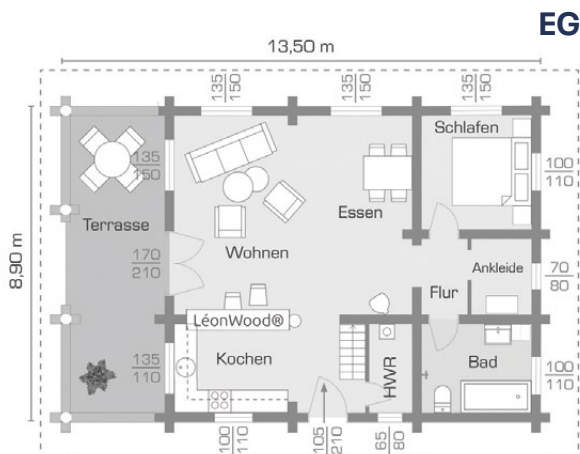 EG
13,50 m
135
150
135
150
135
150
8,90 m
Schlafen
135
150
100
110
Essen
Terrasse
Wohnen
170
210
Ankleide
70
80
Flur
LéonWood®
Kochen
135
110
HWR
Bad
100
110
100
110
105
210
65
80